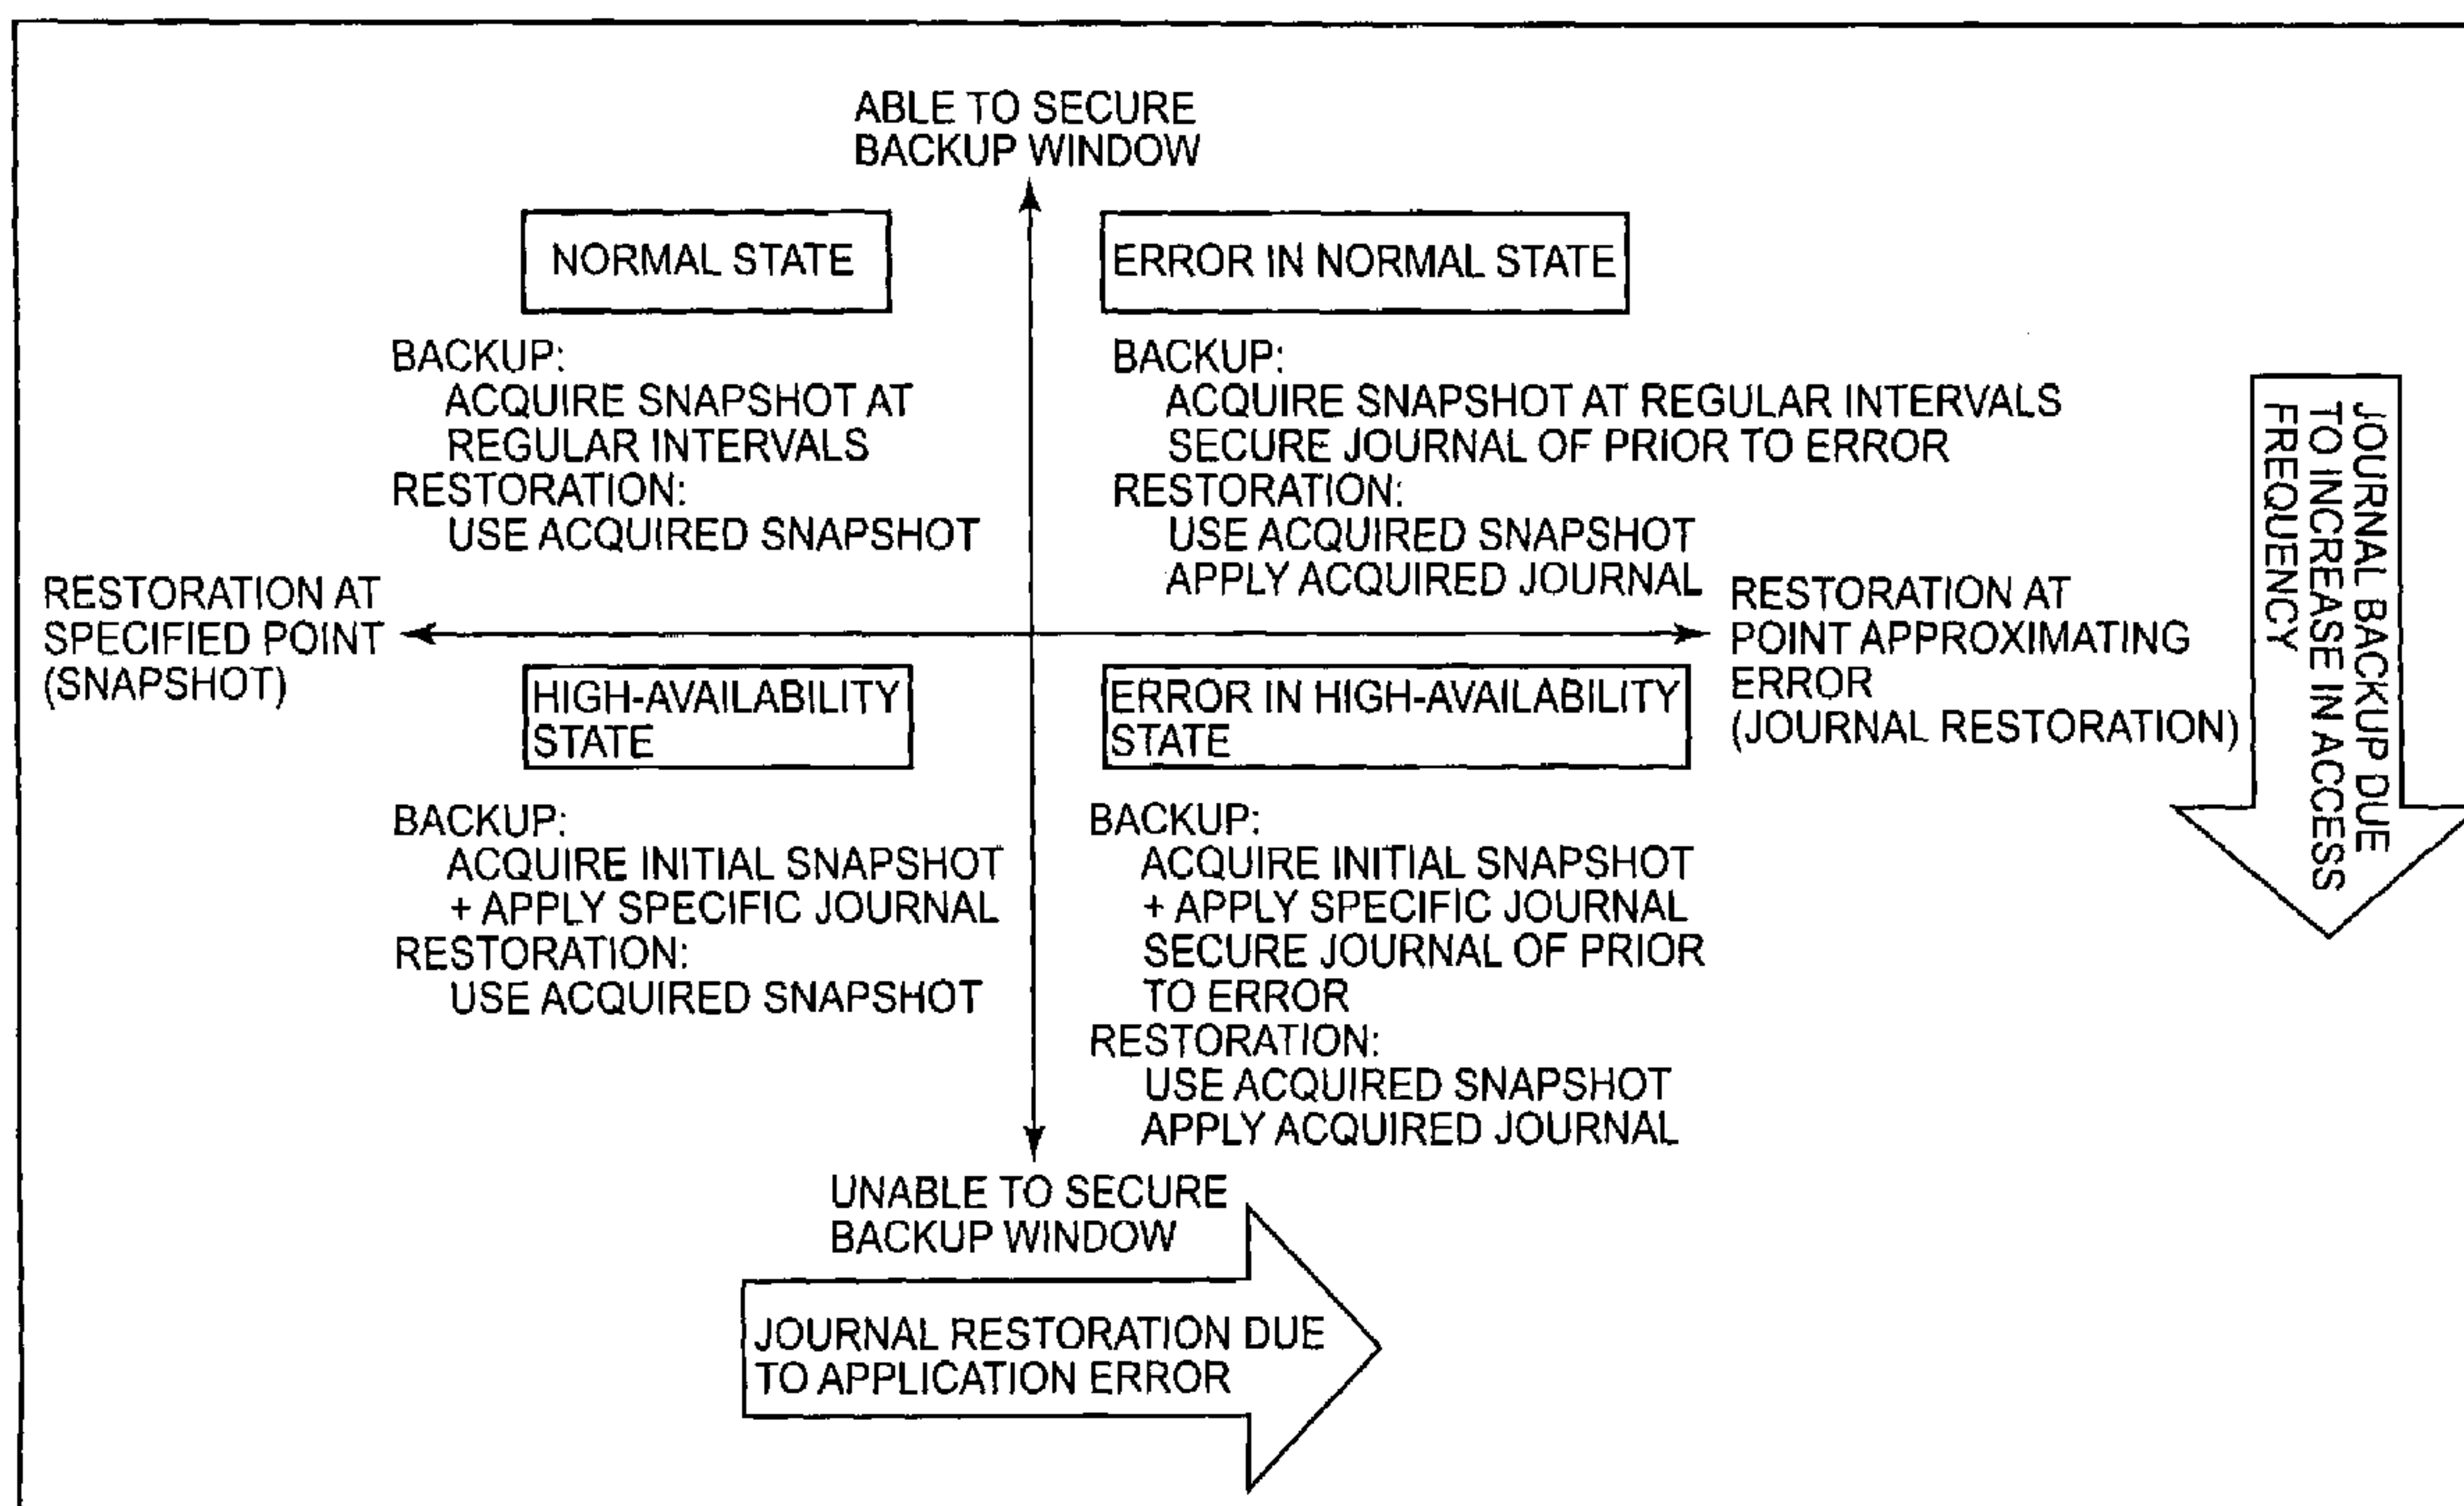 ABLE TO SECURE
BACKUP WINDOW
NORMAL STATE
BACKUP:
ACQUIRE SNAPSHOT AT
REGULAR INTERVALS
RESTORATION:
USE ACQUIRED SNAPSHOT
ERROR IN NORMAL STATE
BACKUP:
ACQUIRE SNAPSHOT AT REGULAR INTERVALS
SECURE JOURNAL OF PRIOR TO ERROR
RESTORATION:
USE ACQUIRED SNAPSHOT
APPLY ACQUIRED JOURNAL
RESTORATION AT
SPECIFIED POINT
(SNAPSHOT)
RESTORATION AT
POINT APPROXIMATING
ERROR
(JOURNAL RESTORATION)
JOURNAL BACKUP DUE
TO INCREASE IN ACCESS
FREQUENCY
HIGH-AVAILABILITY
STATE
BACKUP:
ACQUIRE INITIAL SNAPSHOT
+ APPLY SPECIFIC JOURNAL
RESTORATION:
USE ACQUIRED SNAPSHOT
ERROR IN HIGH-AVAILABILITY
STATE
BACKUP:
ACQUIRE INITIAL SNAPSHOT
+ APPLY SPECIFIC JOURNAL
SECURE JOURNAL OF PRIOR
TO ERROR
RESTORATION:
USE ACQUIRED SNAPSHOT
APPLY ACQUIRED JOURNAL
UNABLE TO SECURE
BACKUP WINDOW
JOURNAL RESTORATION DUE
TO APPLICATION ERROR